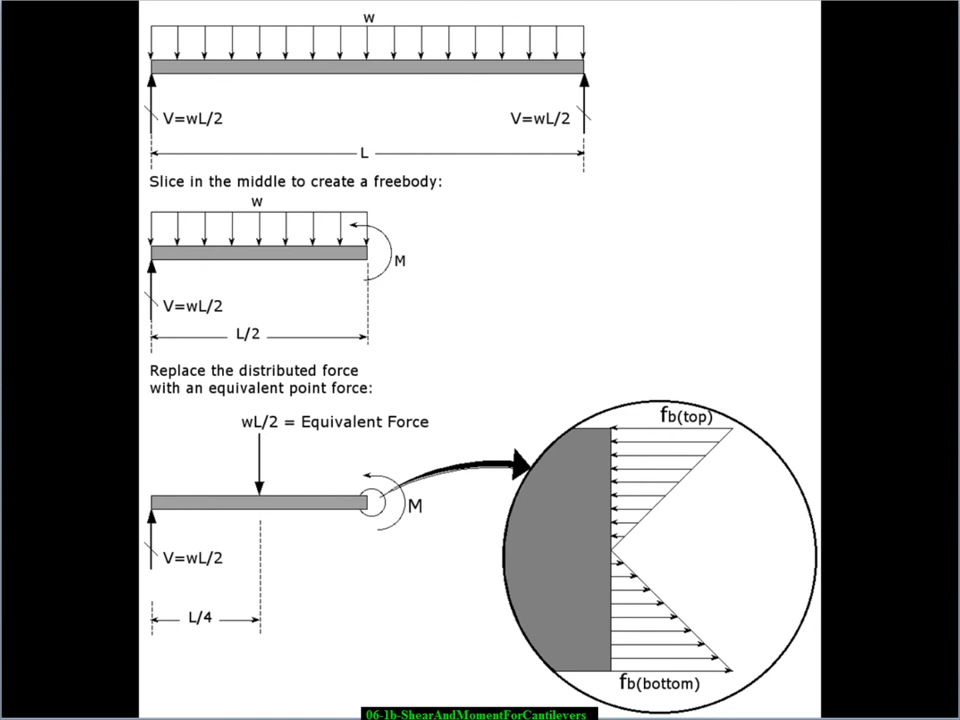 w
V=wL/2
V=wL/2
L
Slice in the middle to create a freebody:
w
M
V=wL/2
L/2
Replace the distributed force
with an equivalent point force:
wL/2 = Equivalent Force
fb(top)
M
V=wL/2
L/4
fb(bottom)
06-1b-ShearAndMomentForCantilevers